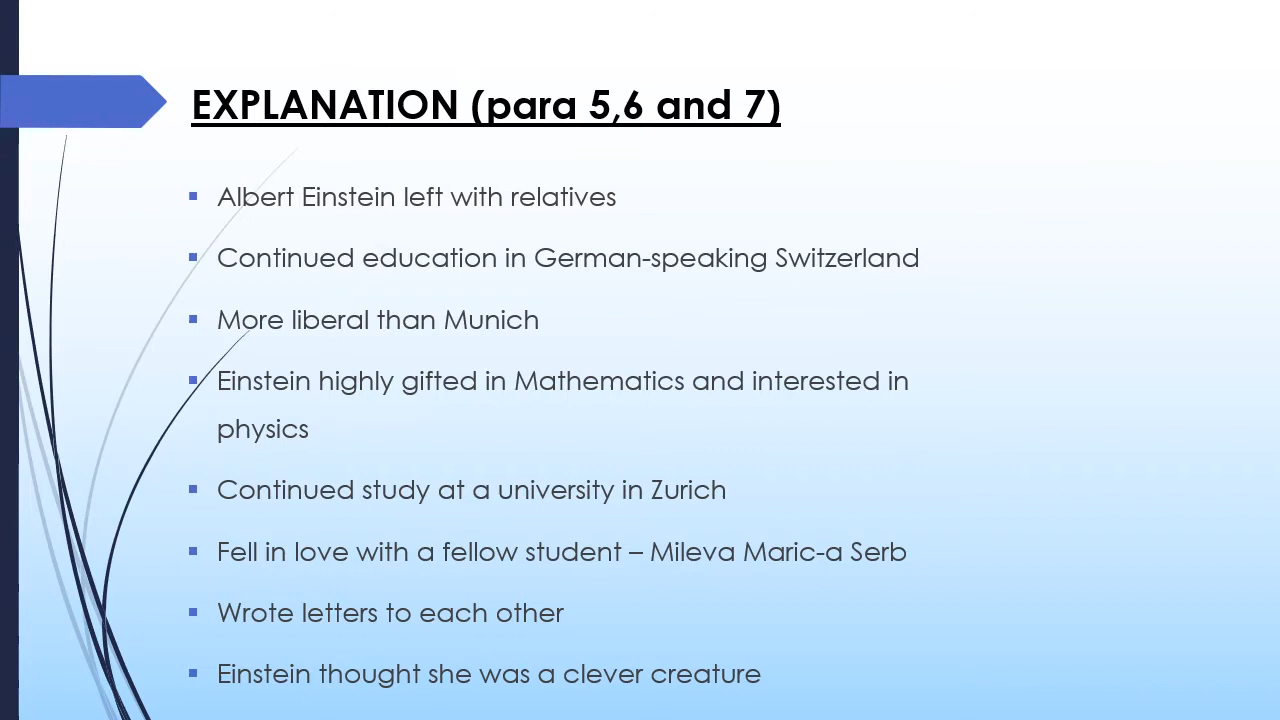 EXPLANATION (para 5,6 and 7)
Albert Einstein left with relatives
Continued education in German-speaking Switzerland
More liberal than Munich
Einstein highly gifted in Mathematics and interested in
physics
Continued study at a university in Zurich
Fell in love with a fellow student – Mileva Maric-a Serb
Wrote letters to each other
Einstein thought she was a clever creature